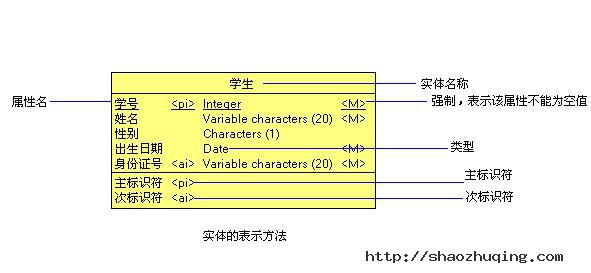 学生
实体名称
属性名
学号 <pi> Integer <M>
强制，表示该属性不能为空值
姓名 Variable characters (20) <M>
性别 Characters (1)
出生日期 Date <M>
类型
身份证号 <ai> Variable characters (20) <M>
主标识符 <pi>
主标识符
次标识符 <ai>
次标识符
实体的表示方法
http://shaozhuqing.com